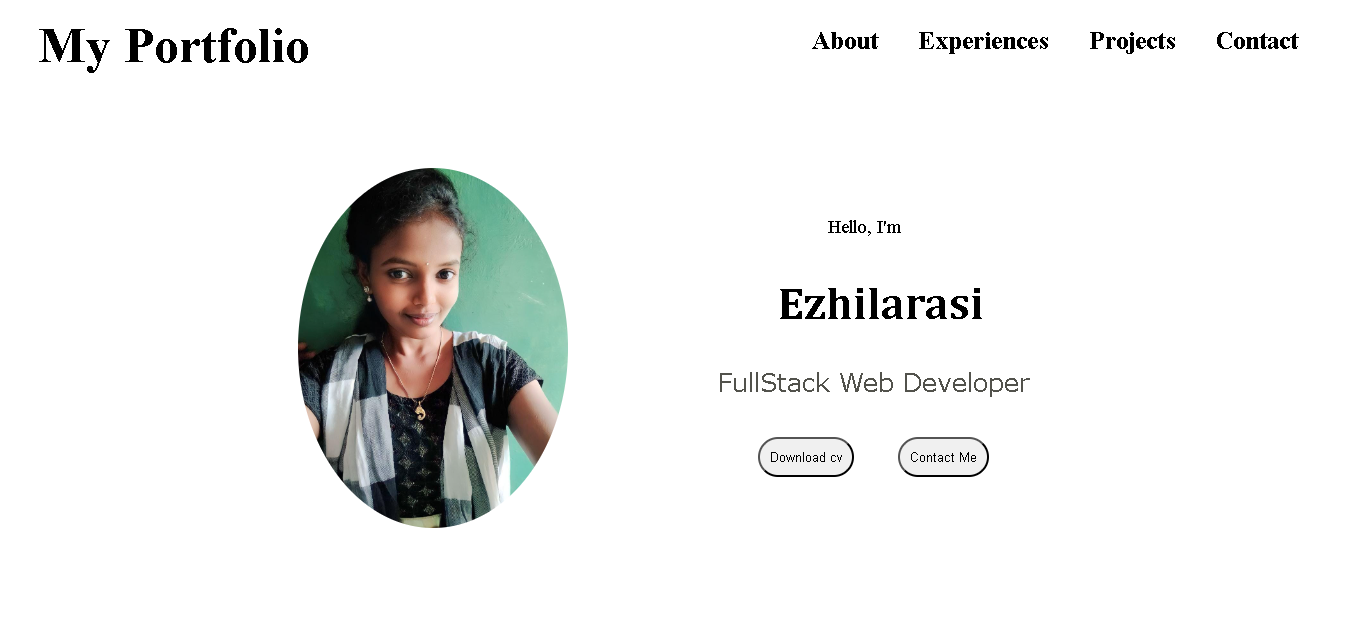 My Portfolio
About Experiences Projects Contact
Hello, I'm
Ezhilarasi
FullStack Web Developer
Download cv Contact Me